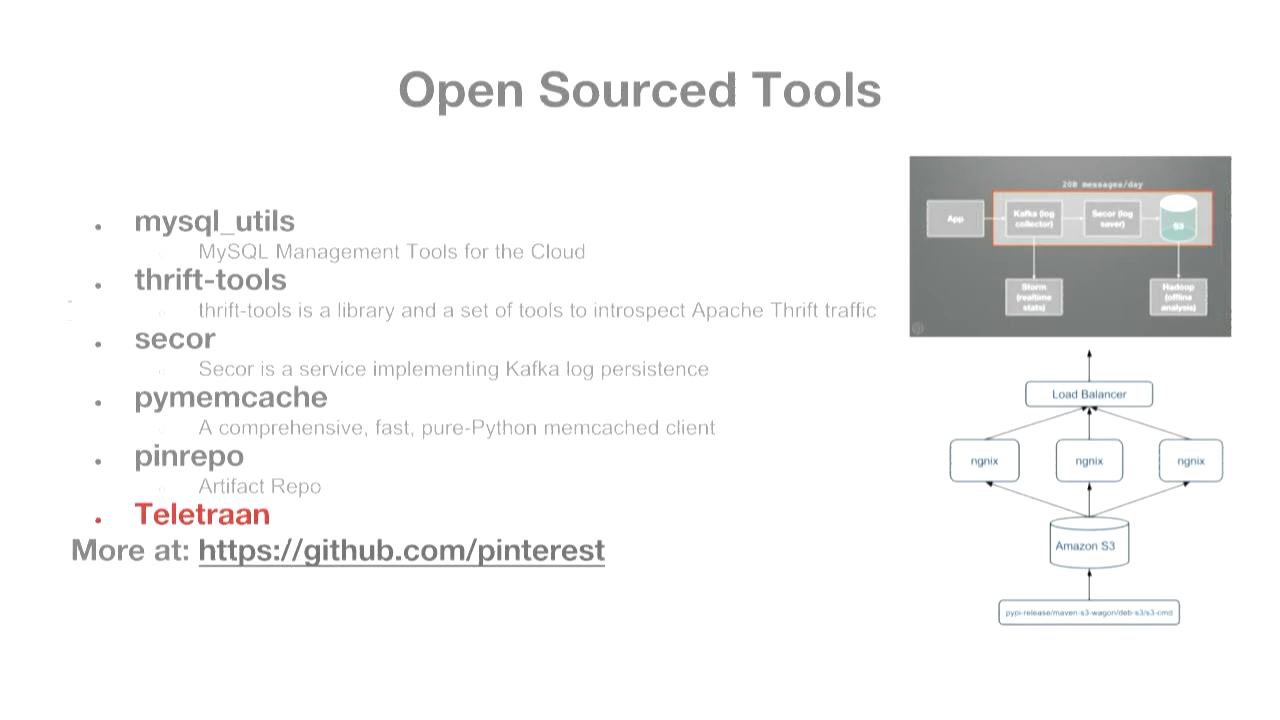 Open Sourced Tools
mysql_utils
MySQL Management Tools for the Cloud
thrift-tools
thrift-tools is a library and a set of tools to introspect Apache Thrift traffic
secor
Secor is a service implementing Kafka log persistence
pymemcache
A comprehensive, fast, pure-Python memcached client
pinrepo
Artifact Repo
Teletraan
More at: https://github.com/pinterest
20B messages/day
App
Kafka (log
collector)
Secor (log
saver)
S3
Storm
(realtime
stats)
Hadoop
(offline
analysis)
Load Balancer
ngnix
ngnix
ngnix
Amazon S3
pypi-release/maven-s3-wagon/deb-s3/s3-cmd